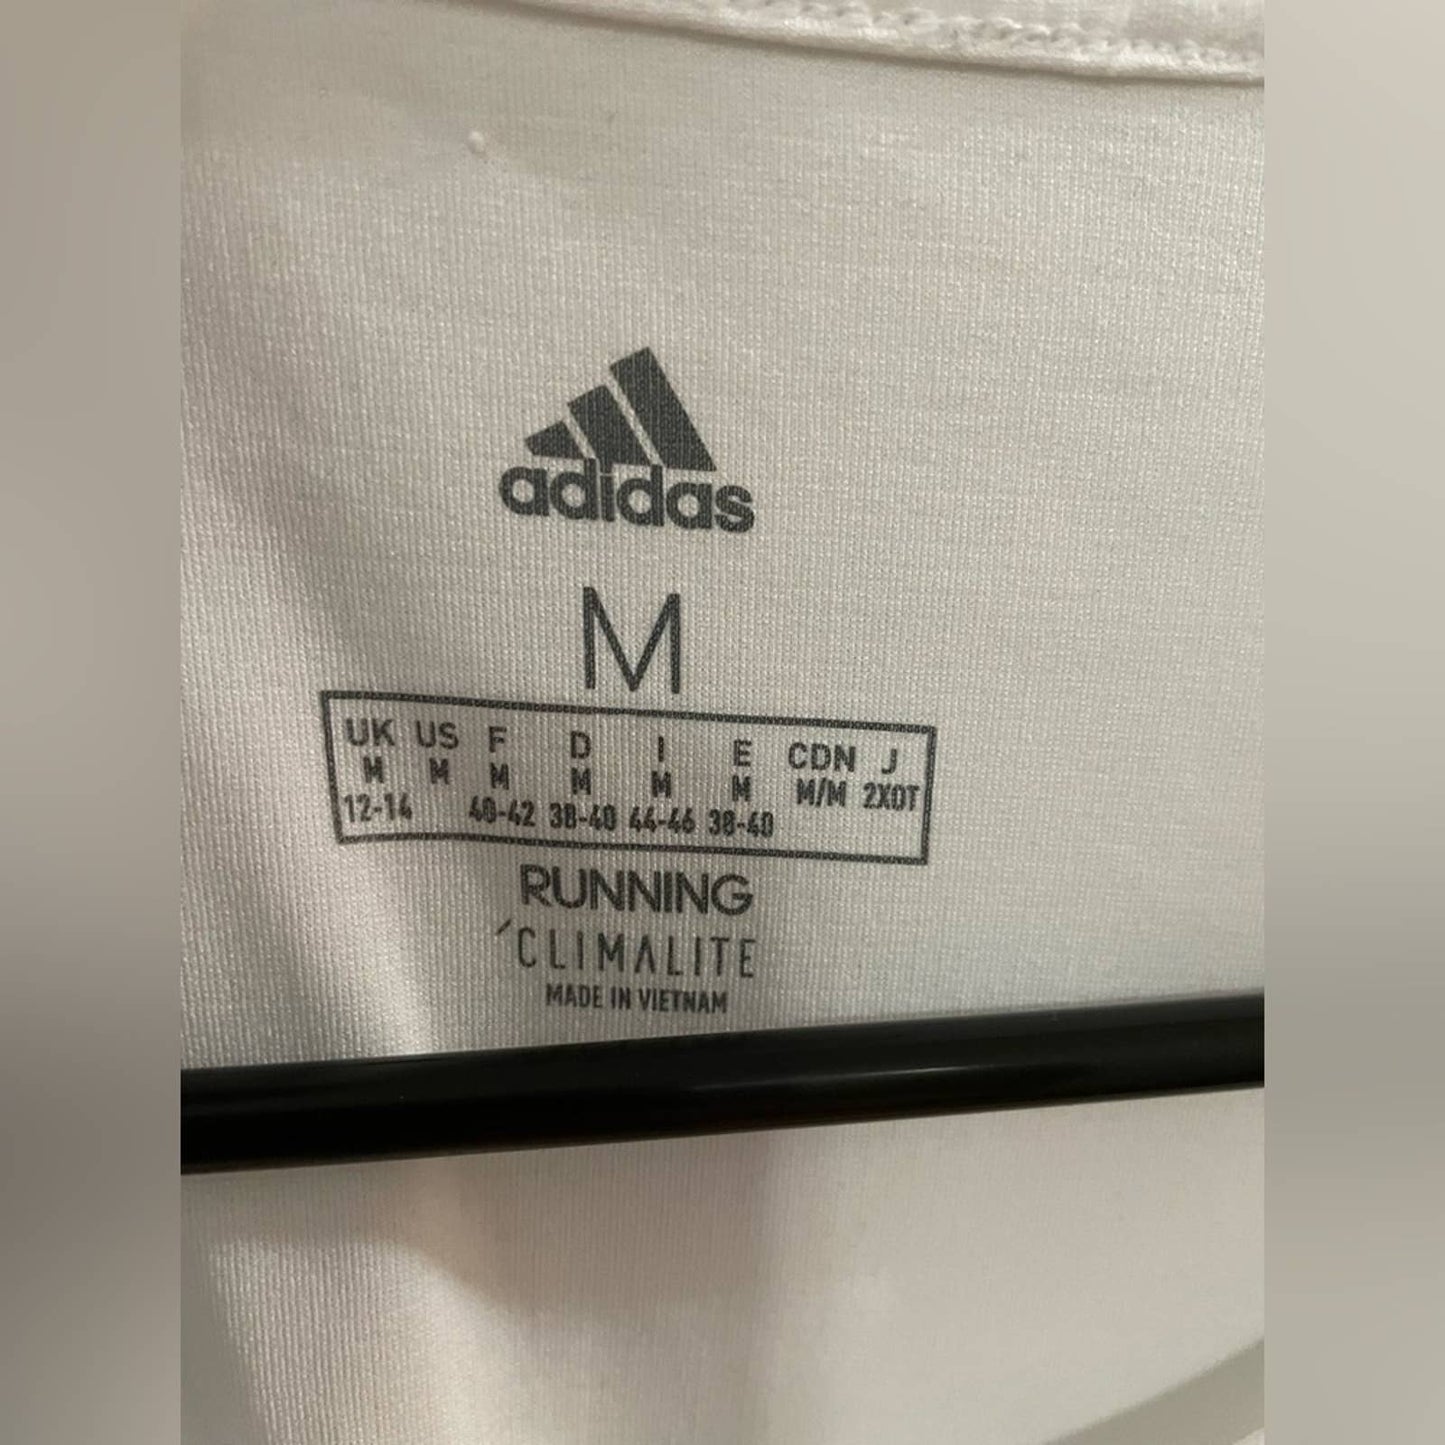 adidas
M
UK US F D I E CDN J
M M M M M M M/M 2XOT
12-14 40-42 38-40 44-46 38-40
RUNNING
CLIMALITE
MADE IN VIETNAM